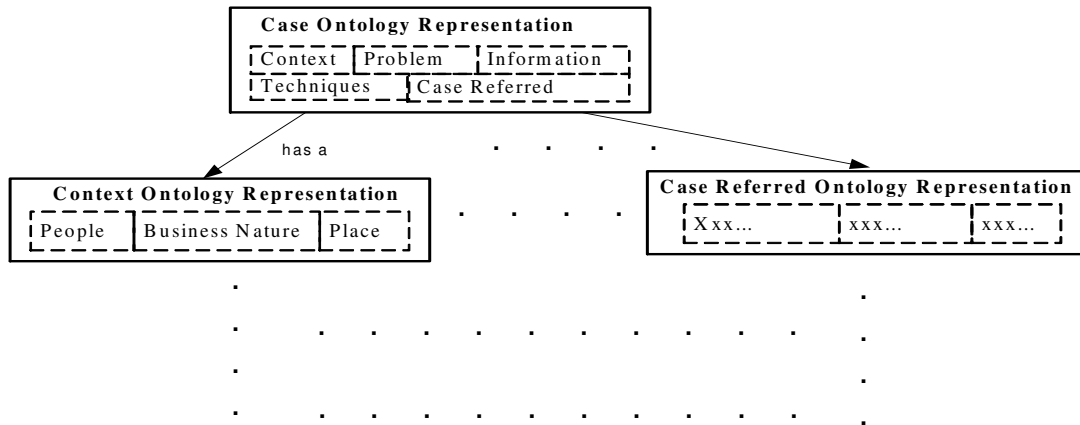 Case Ontology Representation
Context Problem Information
Techniques Case Referred
has a
Context Ontology Representation
People Business Nature Place
Case Referred Ontology Representation
Xxx... xxx... xxx...